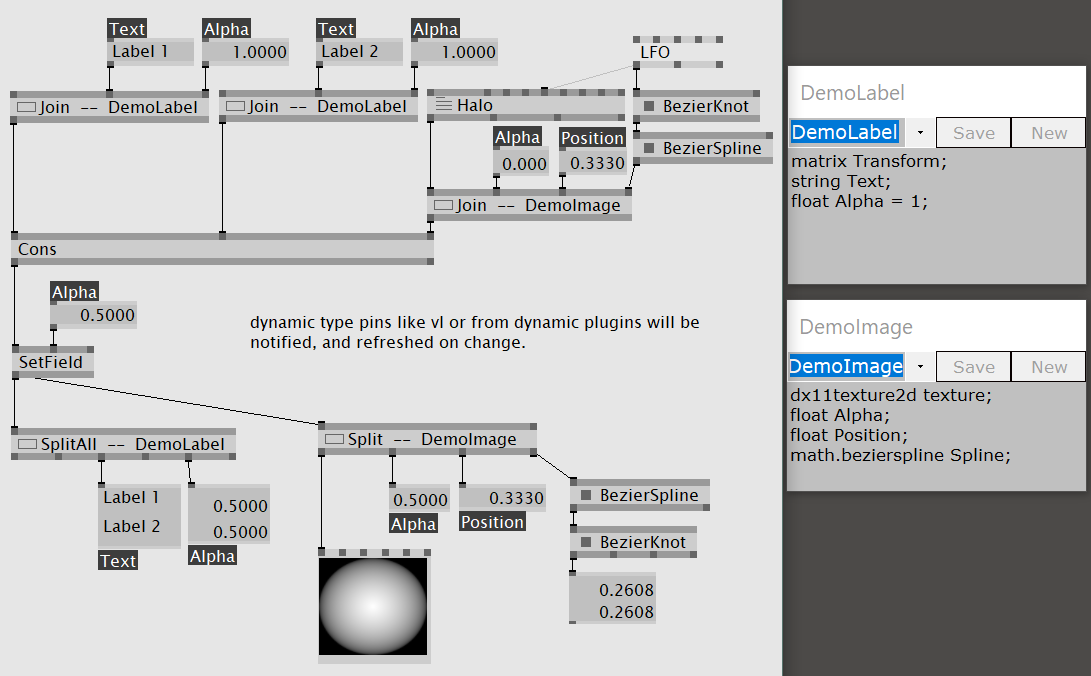 Text
Alpha
Text
Alpha
Label 1
1.0000
Label 2
1.0000
LFO
Join -- DemoLabel
Join -- DemoLabel
Halo
BezierKnot
Alpha
Position
BezierSpline
0.000
0.3330
Join -- DemoImage
Cons
Alpha
0.5000
dynamic type pins like vl or from dynamic plugins will be
notified, and refreshed on change.
SetField
SplitAll -- DemoLabel
Split -- DemoImage
Label 1
Label 2
0.5000
0.5000
Text
Alpha
0.5000
0.3330
Alpha
Position
BezierSpline
BezierKnot
0.2608
0.2608
DemoLabel
DemoLabel
Save
New
matrix Transform;
string Text;
float Alpha = 1;
DemoImage
DemoImage
Save
New
dx11texture2d texture;
float Alpha;
float Position;
math.bezierspline Spline;